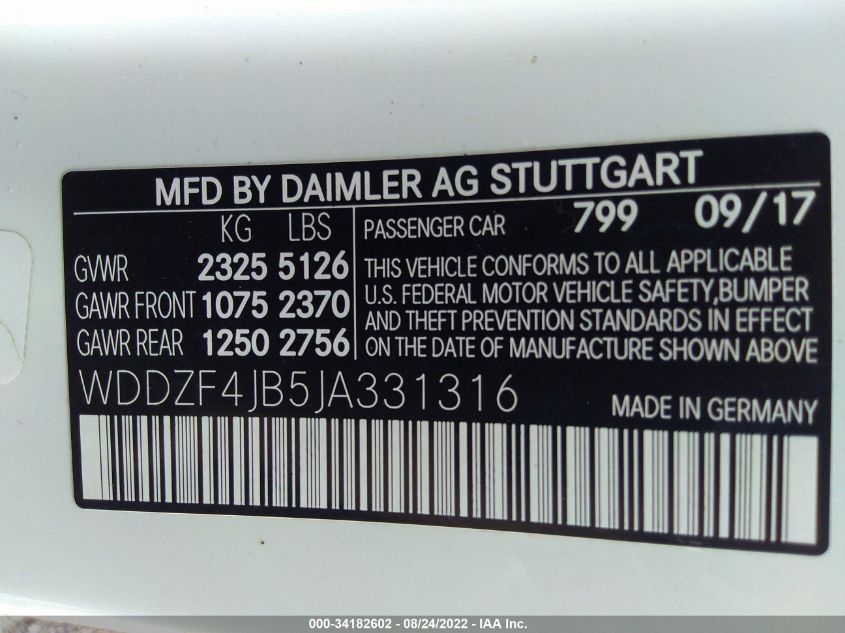 MFD BY DAIMLER AG STUTTGART
KG LBS
GVWR 2325 5126
GAWR FRONT 1075 2370
GAWR REAR 1250 2756
PASSENGER CAR 799 09/17
THIS VEHICLE CONFORMS TO ALL APPLICABLE
U.S. FEDERAL MOTOR VEHICLE SAFETY, BUMPER
AND THEFT PREVENTION STANDARDS IN EFFECT
ON THE DATE OF MANUFACTURE SHOWN ABOVE
WDDZF4JB5JA331316
MADE IN GERMANY
000-34182602 - 08/24/2022 - IAA Inc.